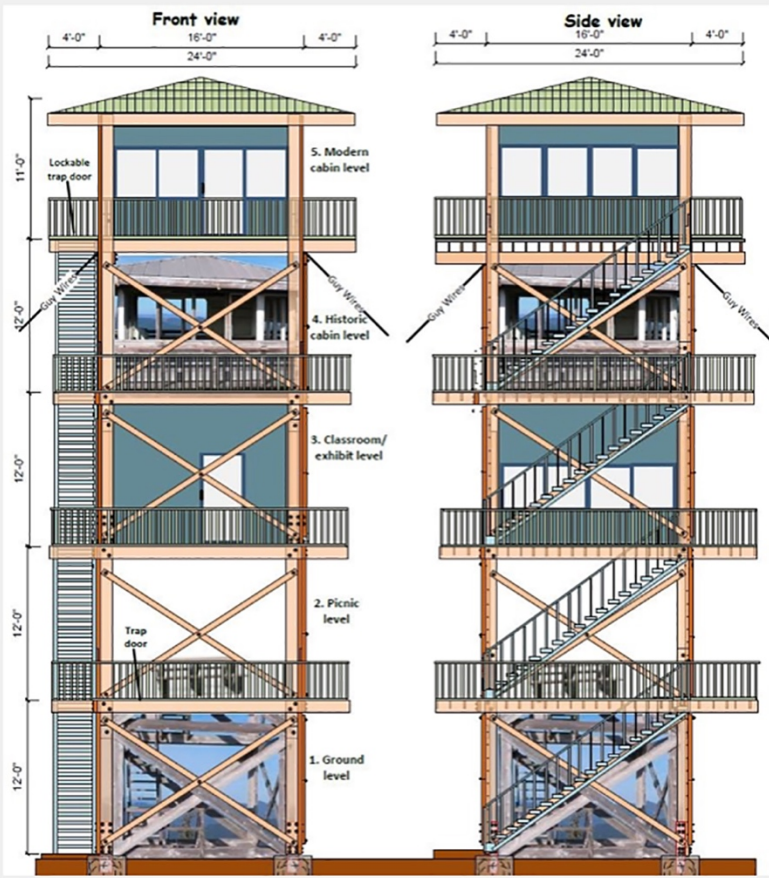 Front view
Side view
4'-0" 16'-0" 4'-0"
24'-0"
4'-0" 16'-0" 4'-0"
24'-0"
11'-0"
Lockable
trap door
5. Modern
cabin level
Guy Wires
Guy Wires
Guy Wires
Guy Wires
12'-0"
4. Historic
cabin level
12'-0"
3. Classroom/
exhibit level
12'-0"
2. Picnic
level
Trap
door
12'-0"
1. Ground
level